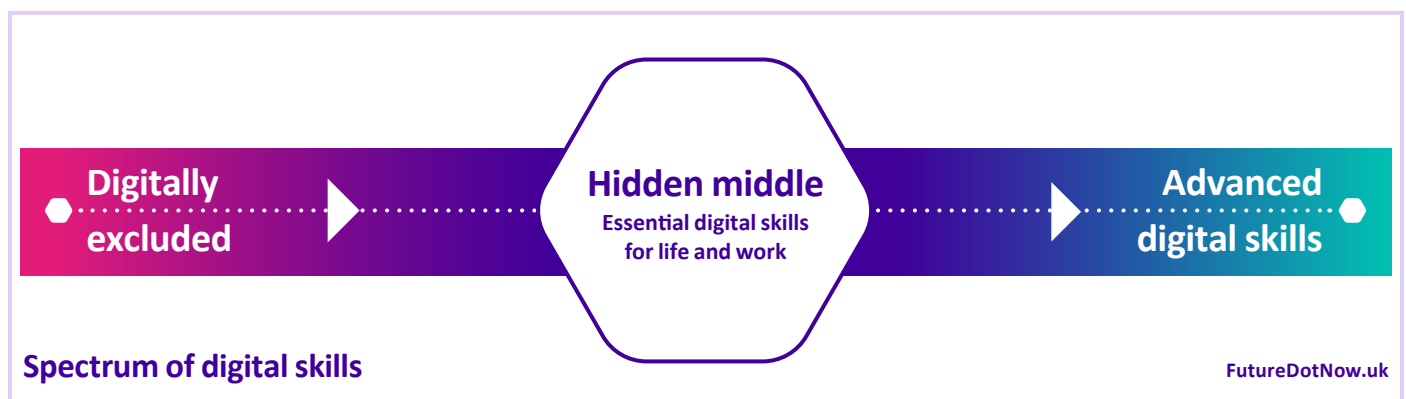 Digitally
excluded
Hidden middle
Essential digital skills
for life and work
Advanced
digital skills
Spectrum of digital skills
FutureDotNow.uk